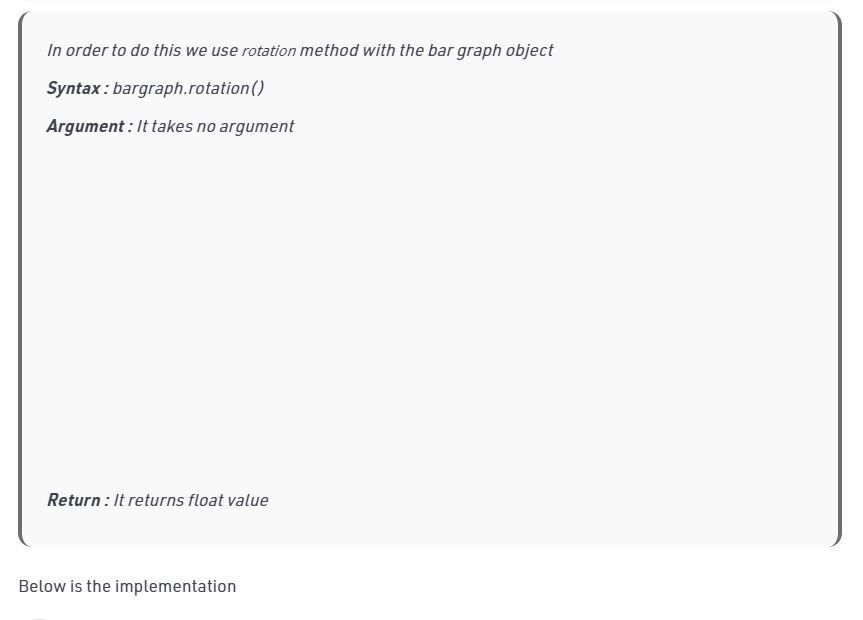 In order to do this we use rotation method with the bar graph object
Syntax : bargraph.rotation()
Argument : It takes no argument
Return : It returns float value
Below is the implementation